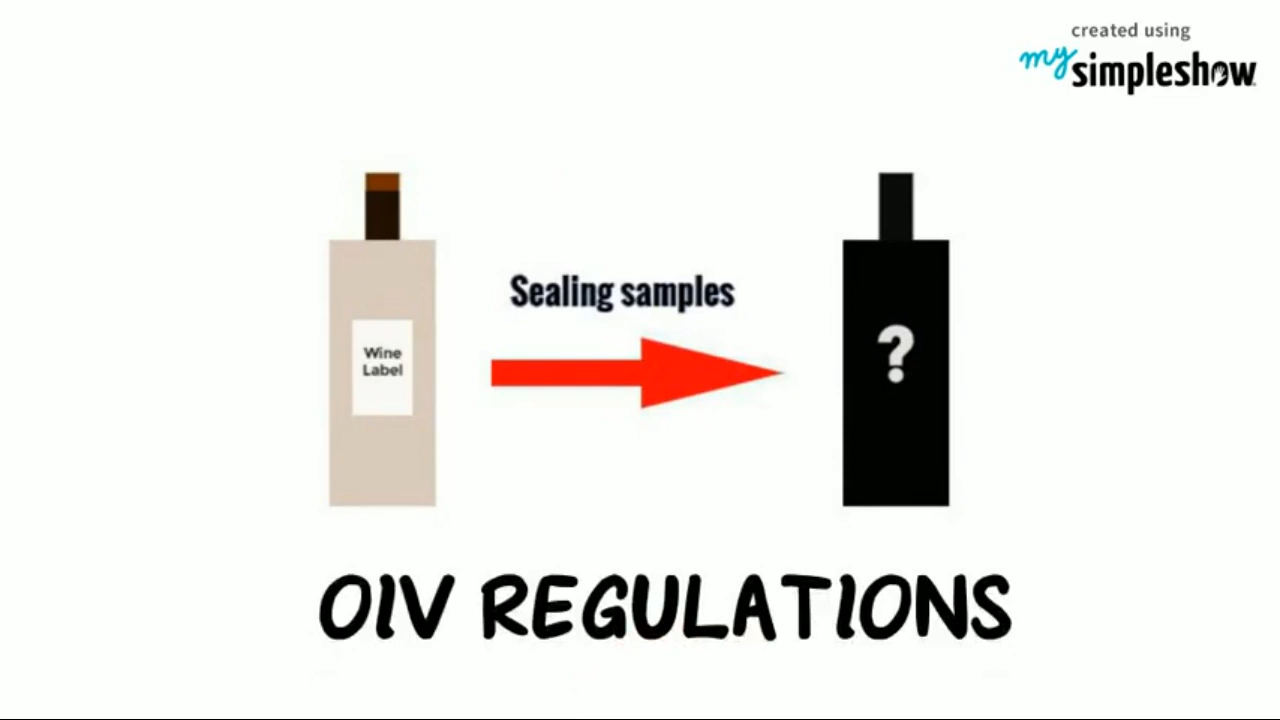 created using
my simpleshow
Sealing samples
Wine
Label
?
OIV REGULATIONS